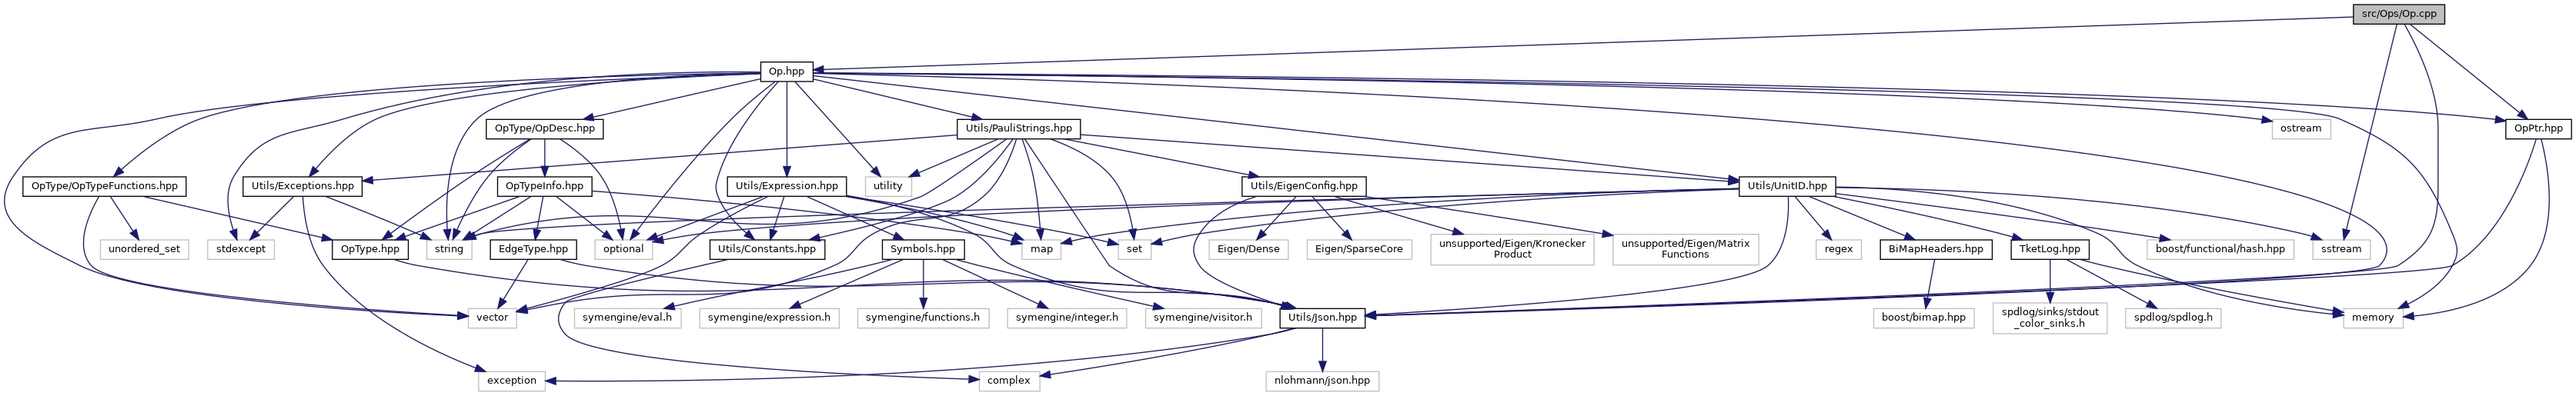 src/Ops/Op.cpp
Op.hpp
OpType/OpDesc.hpp
Utils/PauliStrings.hpp
ostream
OpPtr.hpp
OpType/OpTypeFunctions.hpp
Utils/Exceptions.hpp
OpTypeInfo.hpp
Utils/Expression.hpp
utility
Utils/EigenConfig.hpp
Utils/UnitID.hpp
unordered_set
stdexcept
OpType.hpp
string
EdgeType.hpp
optional
Utils/Constants.hpp
Symbols.hpp
map
set
Eigen/Dense
Eigen/SparseCore
unsupported/Eigen/Kronecker
Product
unsupported/Eigen/Matrix
Functions
regex
BiMapHeaders.hpp
TketLog.hpp
boost/functional/hash.hpp
sstream
vector
symengine/eval.h
symengine/expression.h
symengine/functions.h
symengine/integer.h
symengine/visitor.h
Utils/Json.hpp
boost/bimap.hpp
spdlog/sinks/stdout
_color_sinks.h
spdlog/spdlog.h
memory
exception
complex
nlohmann/json.hpp